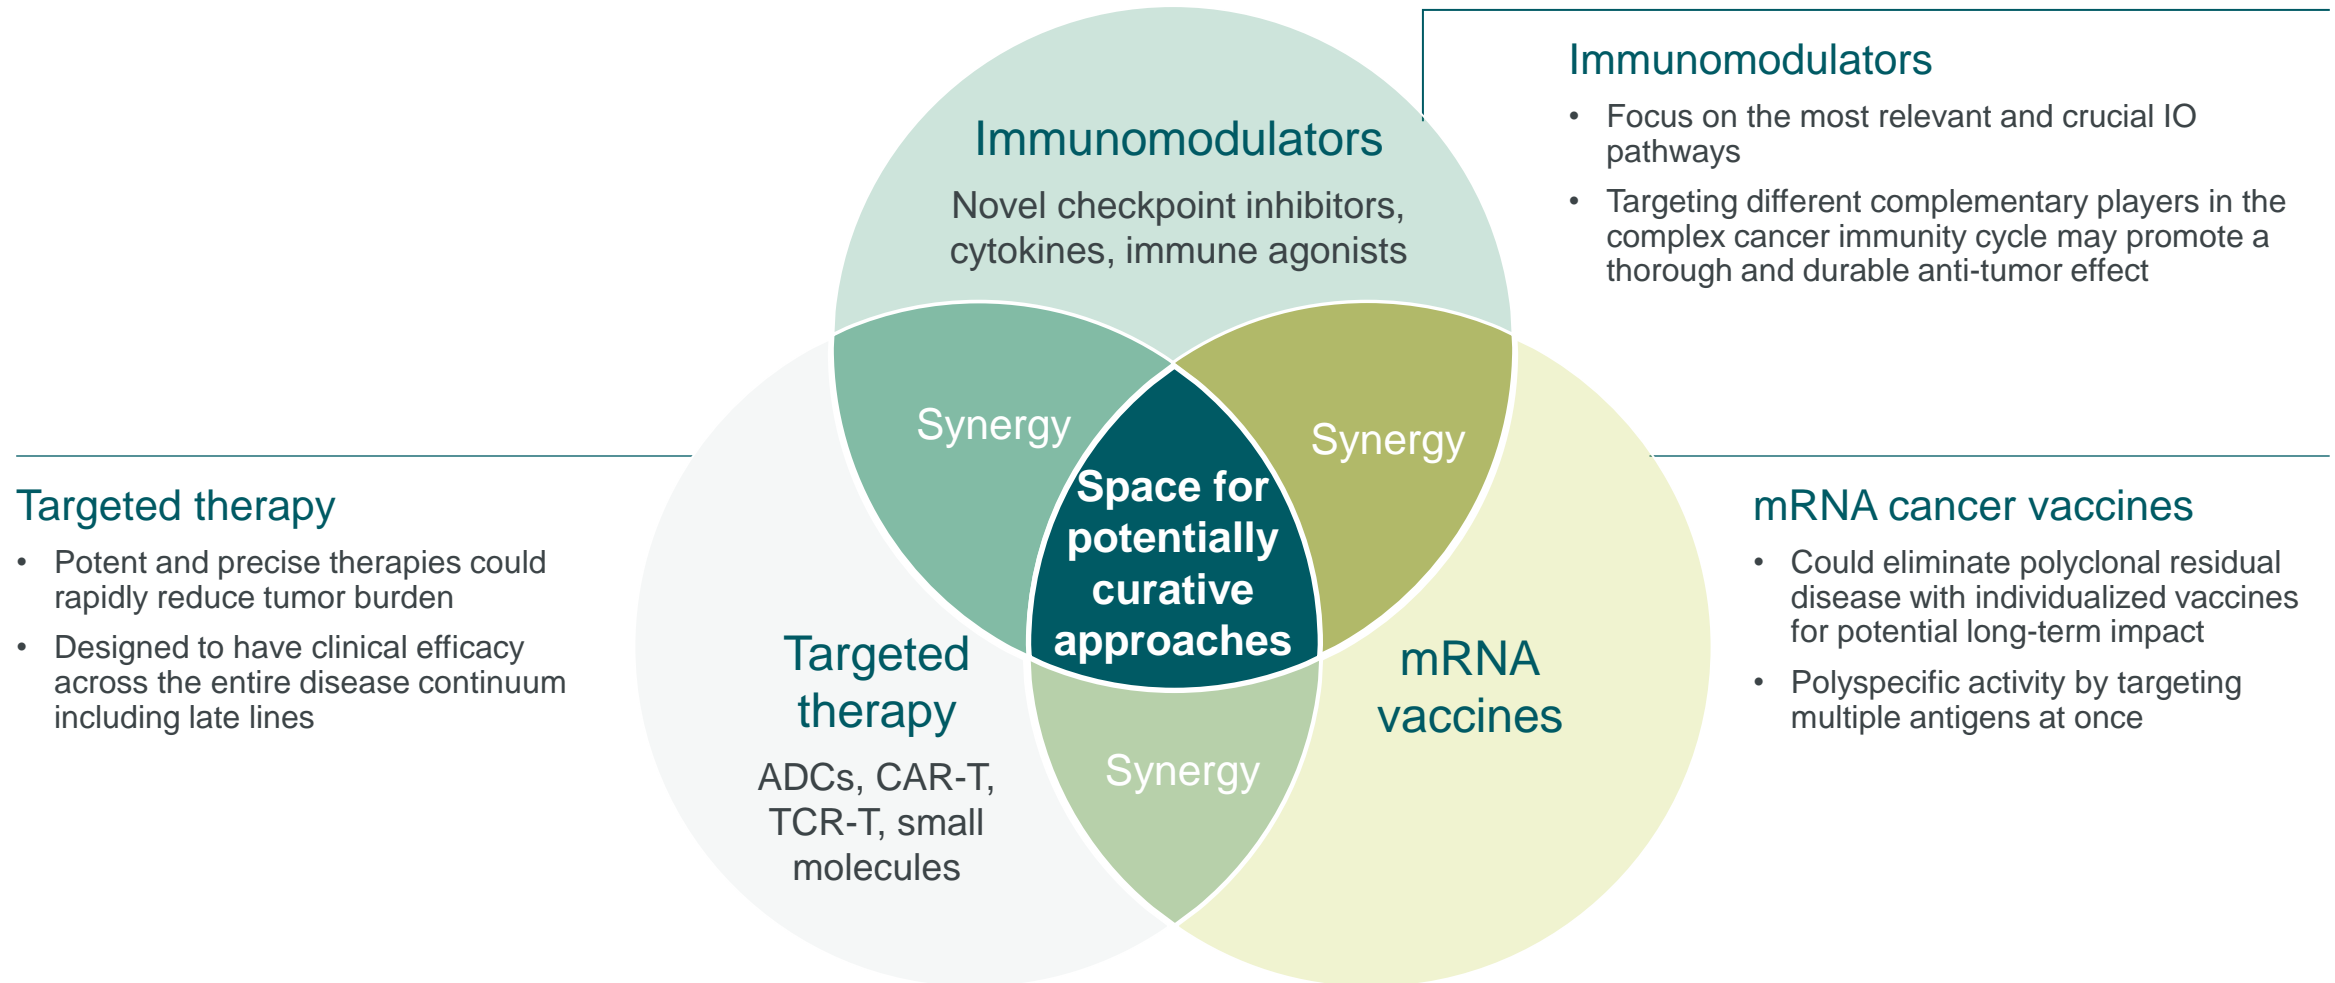 Immunomodulators
Novel checkpoint inhibitors,
cytokines, immune agonists
Synergy
Synergy
Space for
potentially
curative
approaches
Targeted
therapy
ADCs, CAR-T,
TCR-T, small
molecules
mRNA
vaccines
Synergy
Immunomodulators
• Focus on the most relevant and crucial IO
pathways
• Targeting different complementary players in the
complex cancer immunity cycle may promote a
thorough and durable anti-tumor effect
Targeted therapy
• Potent and precise therapies could
rapidly reduce tumor burden
• Designed to have clinical efficacy
across the entire disease continuum
including late lines
mRNA cancer vaccines
• Could eliminate polyclonal residual
disease with individualized vaccines
for potential long-term impact
• Polyspecific activity by targeting
multiple antigens at once